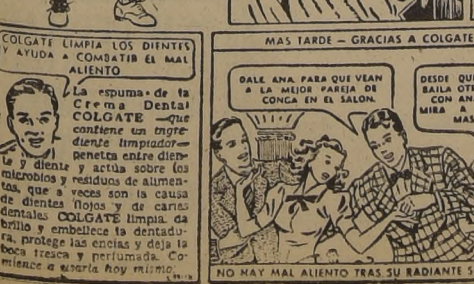 COLGATE LIMPIA LOS DIENTES
Y AYUDA A COMBATIR EL MAL
ALIENTO
La espuma de la
Crema Dental
COLGATE —que
contiene un ingre-
diente limpiador—
penetra entre dien-
te y diente y actúa sobre los
microbios y residuos de alimen-
tos, que a veces son la causa
de dientes flojos y de caries
dentales COLGATE limpia, da
brillo y embellece la dentadu-
ra, protege las encías y deja la
boca fresca y perfumada. Co-
mience a usarla hoy mismo.
MAS TARDE — GRACIAS A COLGATE
DALE ANA PARA QUE VEAN
A LA MEJOR PAREJA DE
CONGA EN EL SALON.
DESDE QU
BAILA OTR
CON AN
MIRA A
MAS
NO HAY MAL ALIENTO TRAS SU RADIANTE S